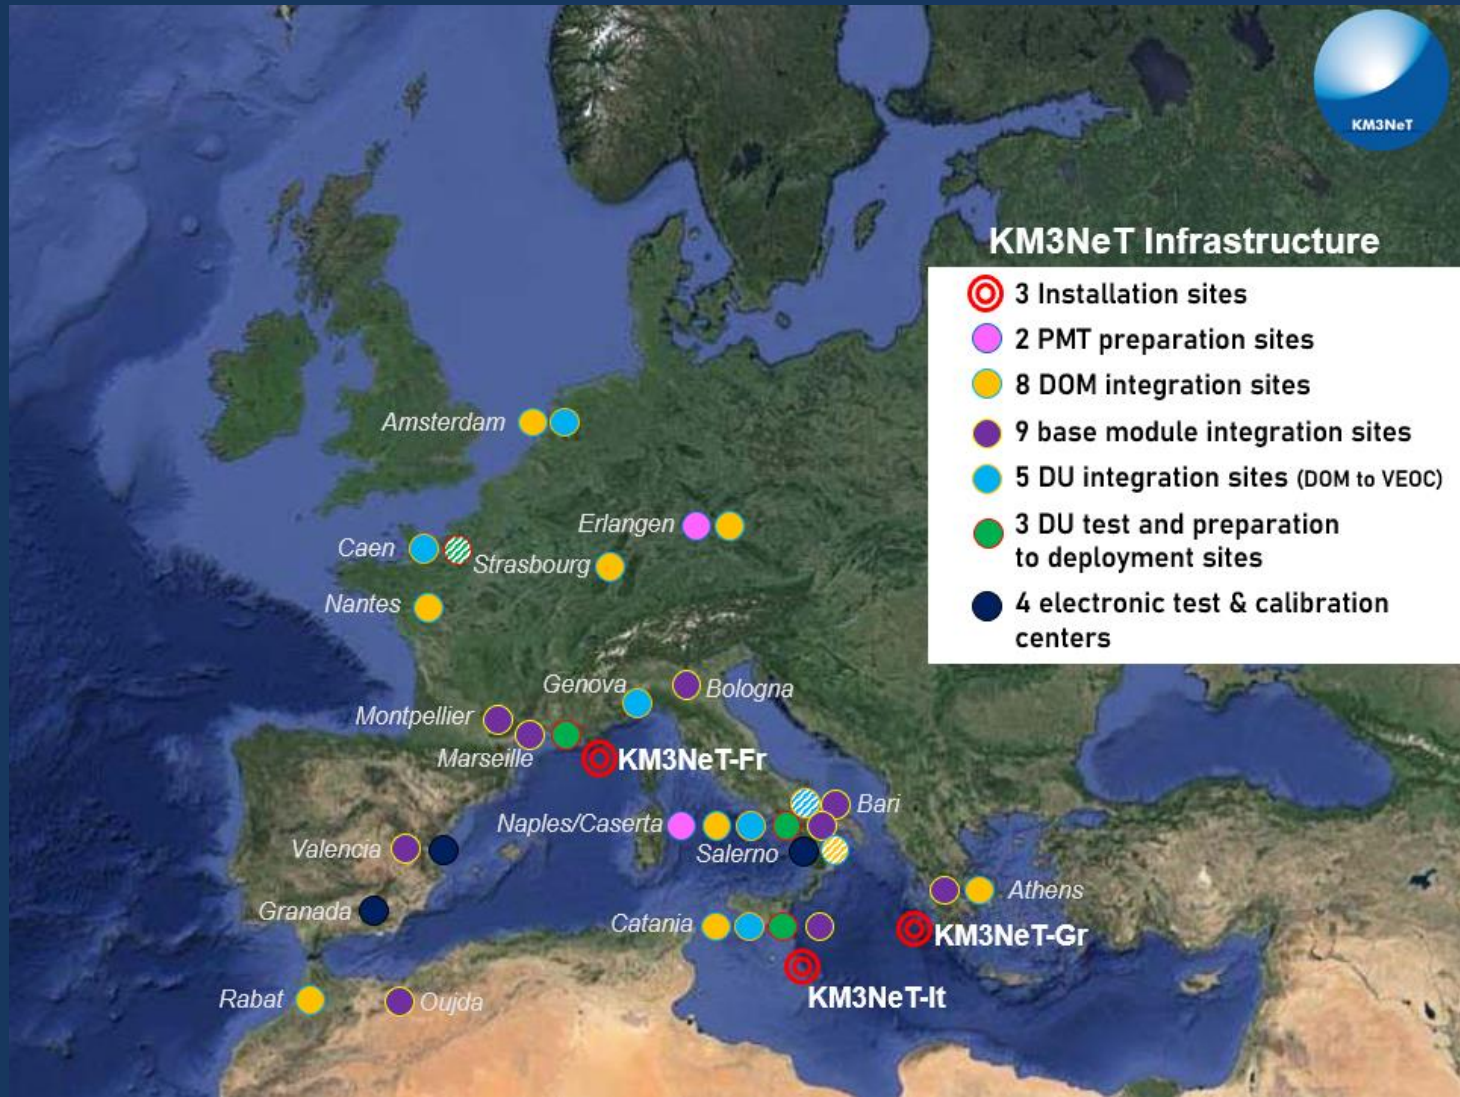 KM3NeT
KM3NeT Infrastructure
3 Installation sites
2 PMT preparation sites
8 DOM integration sites
9 base module integration sites
5 DU integration sites (DOM to VEOC)
3 DU test and preparation
to deployment sites
4 electronic test & calibration
centers
Amsterdam
Erlangen
Caen
Strasbourg
Nantes
Genova
Bologna
Montpellier
Marseille
KM3NeT-Fr
Bari
Naples/Caserta
Valencia
Salerno
Athens
Granada
Catania
KM3NeT-Gr
KM3NeT-It
Rabat
Oujda